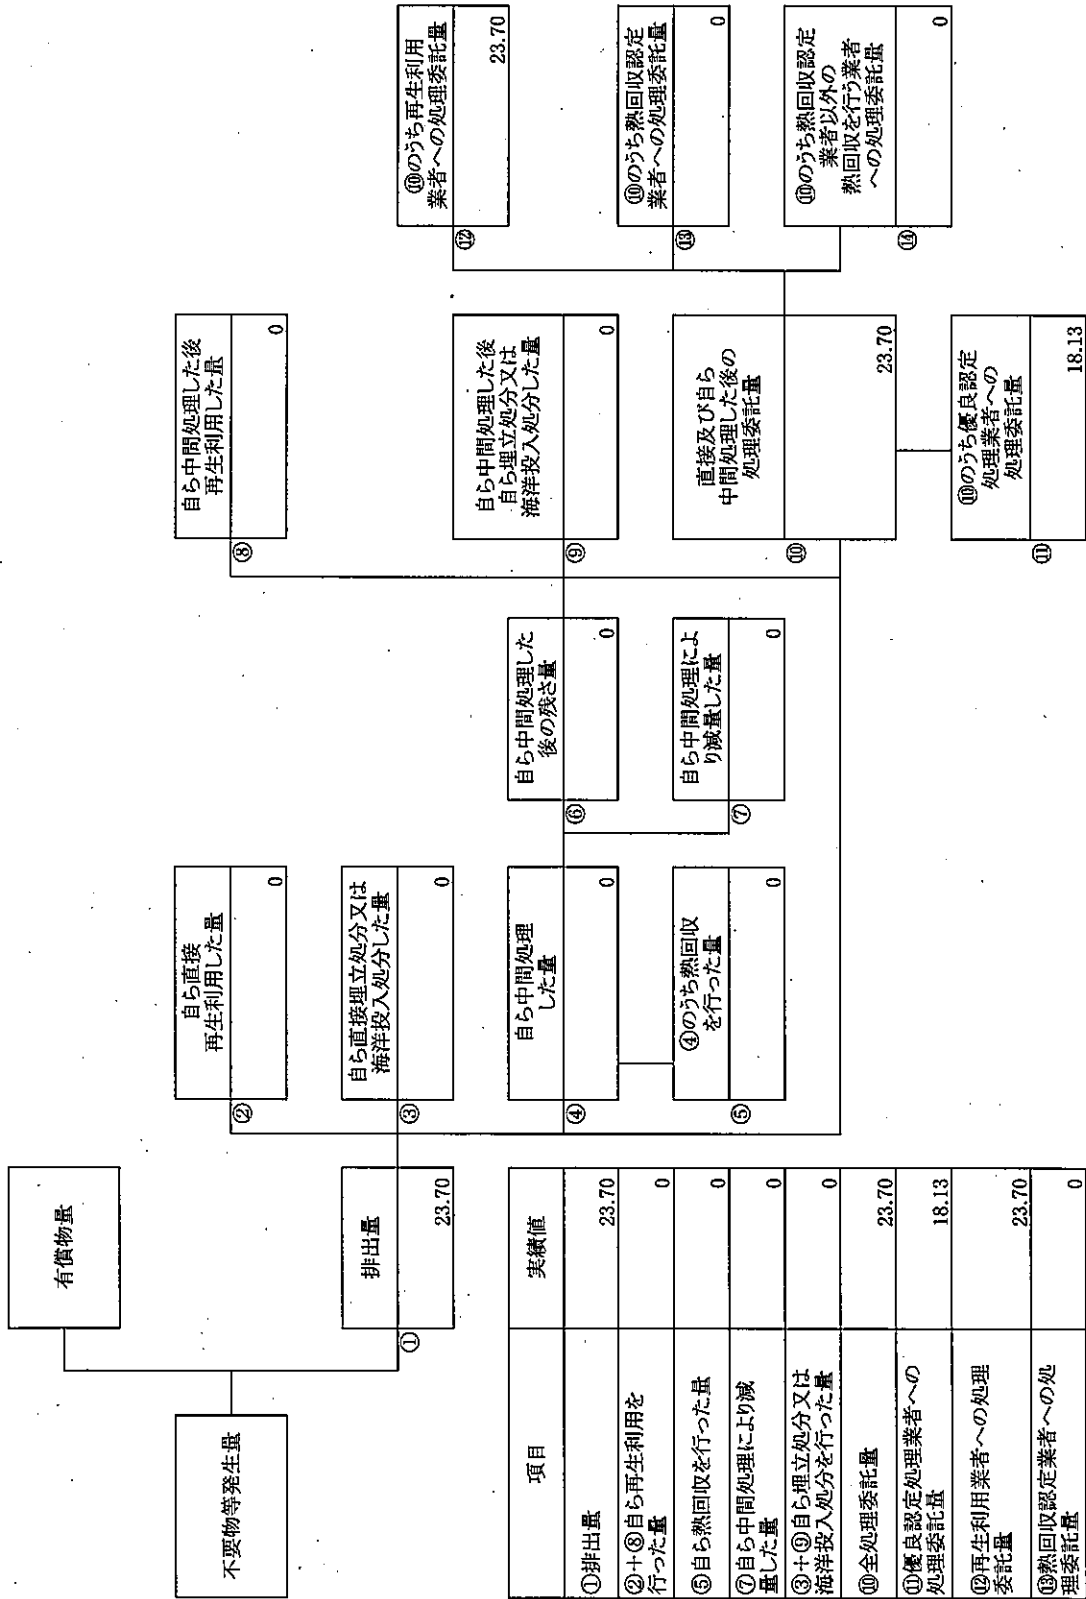 有償物量
不要物等発生量
排出量
①
23.70
自ら直接
再生利用した量
②
0
自ら直接埋立処分又は
海洋投入処分した量
③
0
自ら中間処理
した量
④
0
④のうち熱回収
を行った量
⑤
0
自ら中間処理した
後の残さ量
⑥
0
自ら中間処理によ
り減量した量
⑦
0
自ら中間処理した後
再生利用した量
⑧
0
自ら中間処理した後
自ら埋立処分又は
海洋投入処分した量
⑨
0
直接及び自ら
中間処理した後の
処理委託量
⑩
23.70
⑩のうち優良認定
処理業者への
処理委託量
⑪
18.13
⑩のうち再生利用
業者への処理委託量
⑫
23.70
⑩のうち熱回収認定
業者への処理委託量
⑬
0
⑩のうち熱回収認定
業者以外の
熱回収を行う業者
への処理委託量
⑭
0
項目 実績値
①排出量 23.70
②+⑧自ら再生利用を
行った量 0
⑤自ら熱回収を行った量 0
⑦自ら中間処理により減
量した量 0
③+⑨自ら埋立処分又は
海洋投入処分を行った量 0
⑩全処理委託量 23.70
⑪優良認定処理業者への
処理委託量 18.13
⑫再生利用業者への処理
委託量 23.70
⑬熱回収認定業者への処
理委託量 0